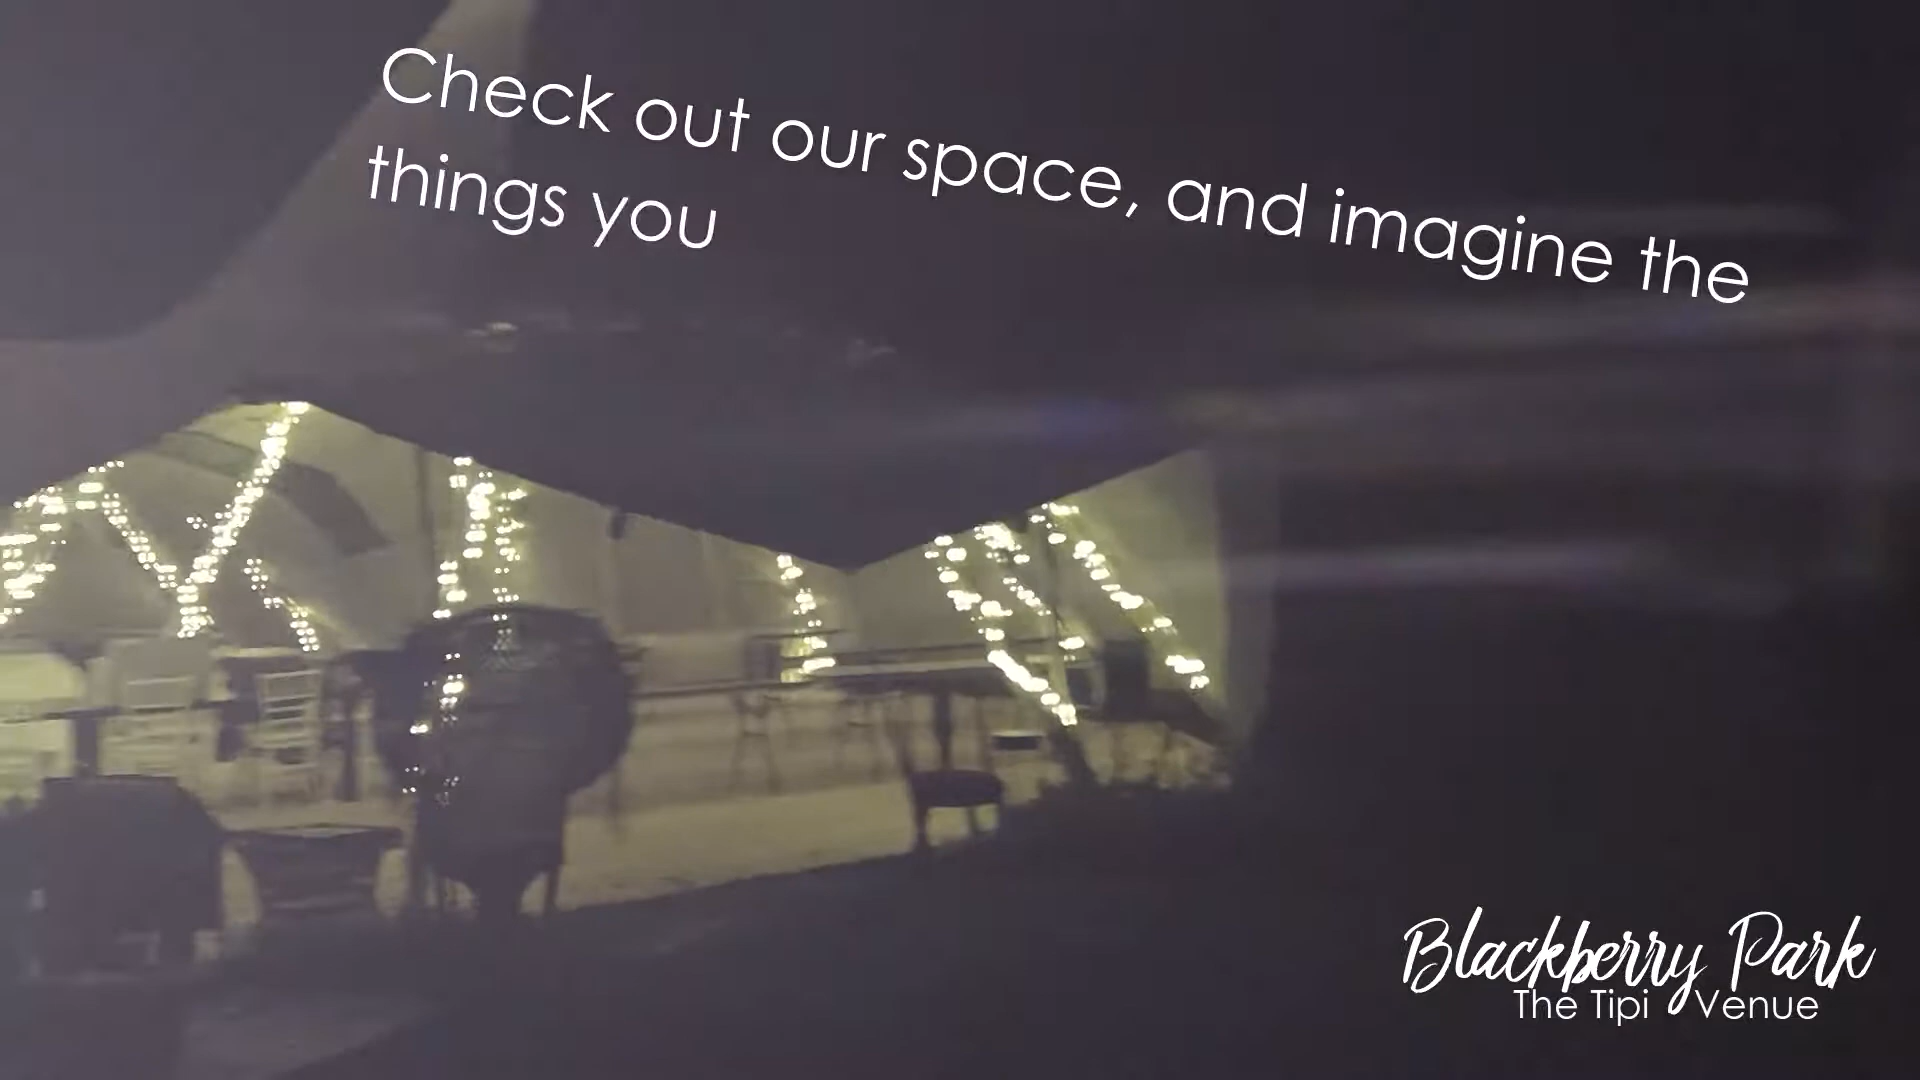 Check out our space, and imagine the
things you
Blackberry Park
The Tipi Venue